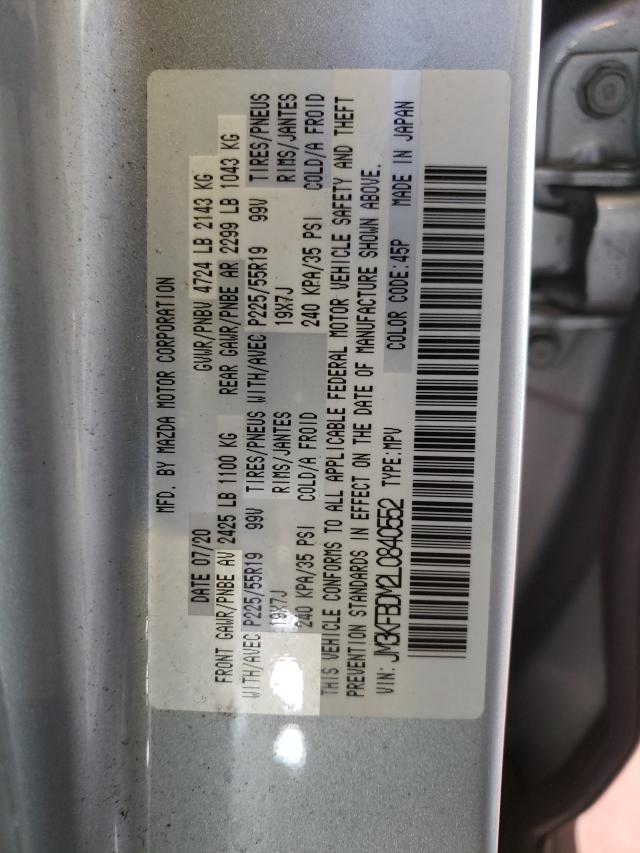 MFD. BY MAZDA MOTOR CORPORATION
DATE 07/20 GVWR/PNBV 4724 LB 2143 KG
FRONT GAWR/PNBE AV 2425 LB 1100 KG REAR GAWR/PNBE AR 2299 LB 1043 KG
WITH/AVEC P225/55R19 99V TIRES/PNEUS WITH/AVEC P225/55R19 99V TIRES/PNEUS
19X7J RIMS/JANTES 19X7J RIMS/JANTES
240 KPA/35 PSI COLD/A FROID 240 KPA/35 PSI COLD/A FROID
THIS VEHICLE CONFORMS TO ALL APPLICABLE FEDERAL MOTOR VEHICLE SAFETY AND THEFT
PREVENTION STANDARDS IN EFFECT ON THE DATE OF MANUFACTURE SHOWN ABOVE.
VIN: JM3KFBDM2L0840552 TYPE:MPV COLOR CODE:45P MADE IN JAPAN